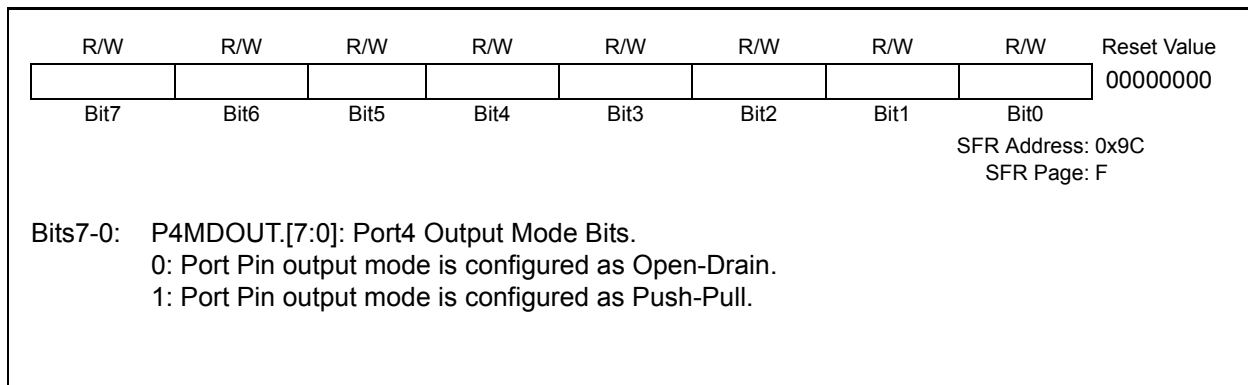 R/W R/W R/W R/W R/W R/W R/W R/W Reset Value
00000000
Bit7 Bit6 Bit5 Bit4 Bit3 Bit2 Bit1 Bit0
SFR Address: 0x9C
SFR Page: F
Bits7-0: P4MDOUT.[7:0]: Port4 Output Mode Bits.
0: Port Pin output mode is configured as Open-Drain.
1: Port Pin output mode is configured as Push-Pull.